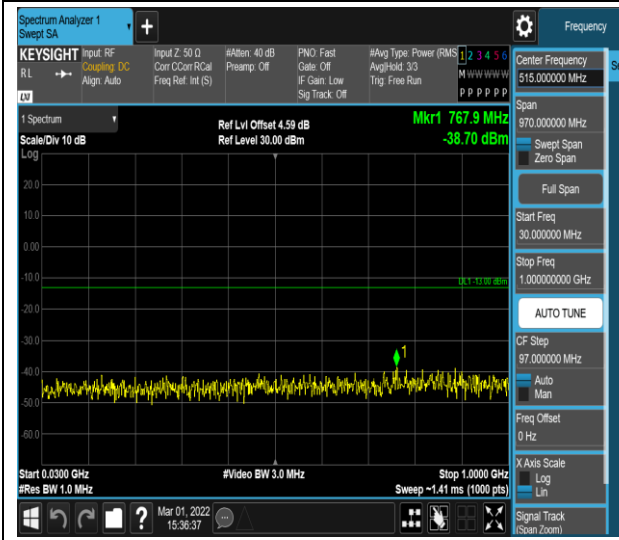 Spectrum Analyzer 1
Swept SA
+
Frequency
KEYSIGHT
RL
LXI
Input: RF
Coupling: DC
Align: Auto
Input Z: 50 Ω
Corr CCorr RCal
Freq Ref: Int (S)
#Atten: 40 dB
Preamp: Off
PNO: Fast
Gate: Off
IF Gain: Low
Sig Track: Off
#Avg Type: Power (RMS
Avg|Hold: 3/3
Trig: Free Run
1 2 3 4 5 6
M W W W W W
P P P P P P
1 Spectrum
Scale/Div 10 dB
Log
Ref Lvl Offset 4.59 dB
Ref Level 30.00 dBm
Mkr1 767.9 MHz
-38.70 dBm
20.0
10.0
0.00
-10.0
DL1 -13.00 dBm
-20.0
-30.0
1
-40.0
-50.0
-60.0
Start 0.0300 GHz
#Video BW 3.0 MHz
Stop 1.0000 GHz
#Res BW 1.0 MHz
Sweep ~1.41 ms (1000 pts)
?
Mar 01, 2022
15:36:37
Center Frequency
515.000000 MHz
Span
970.000000 MHz
Swept Span
Zero Span
Full Span
Start Freq
30.000000 MHz
Stop Freq
1.000000000 GHz
AUTO TUNE
CF Step
97.000000 MHz
Auto
Man
Freq Offset
0 Hz
X Axis Scale
Log
Lin
Signal Track
(Span Zoom)